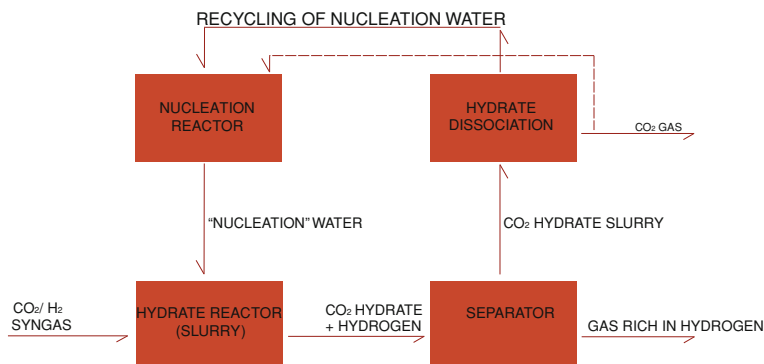 RECYCLING OF NUCLEATION WATER
NUCLEATION
REACTOR
HYDRATE
DISSOCIATION
CO₂ GAS
“NUCLEATION” WATER
CO₂ HYDRATE SLURRY
CO₂/ H₂
SYNGAS
HYDRATE REACTOR
(SLURRY)
CO₂ HYDRATE
+ HYDROGEN
SEPARATOR
GAS RICH IN HYDROGEN